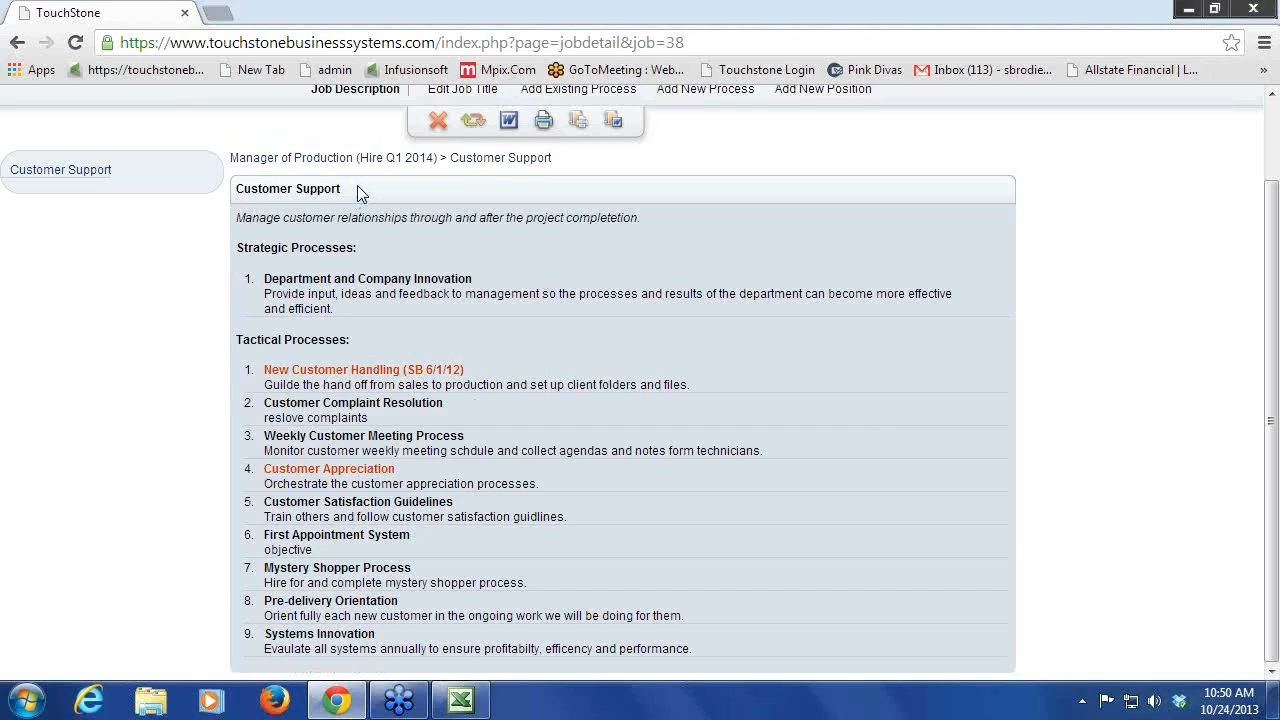 TouchStone
https://www.touchstonebusinesssystems.com/index.php?page=jobdetail&job=38
Apps https://touchstoneb... New Tab admin Infusionsoft Mpix.Com GoToMeeting : Web... Touchstone Login Pink Divas Inbox (113) - sbrodie... Allstate Financial | L... »
Job Description | Edit Job Title Add Existing Process Add New Process Add New Position
Customer Support
Manager of Production (Hire Q1 2014) > Customer Support
Customer Support
Manage customer relationships through and after the project completetion.
Strategic Processes:
1. Department and Company Innovation
Provide input, ideas and feedback to management so the processes and results of the department can become more effective
and efficient.
Tactical Processes:
1. New Customer Handling (SB 6/1/12)
Guilde the hand off from sales to production and set up client folders and files.
2. Customer Complaint Resolution
reslove complaints
3. Weekly Customer Meeting Process
Monitor customer weekly meeting schdule and collect agendas and notes form technicians.
4. Customer Appreciation
Orchestrate the customer appreciation processes.
5. Customer Satisfaction Guidelines
Train others and follow customer satisfaction guidlines.
6. First Appointment System
objective
7. Mystery Shopper Process
Hire for and complete mystery shopper process.
8. Pre-delivery Orientation
Orient fully each new customer in the ongoing work we will be doing for them.
9. Systems Innovation
Evaulate all systems annually to ensure profitabilty, efficency and performance.
10:50 AM
10/24/2013